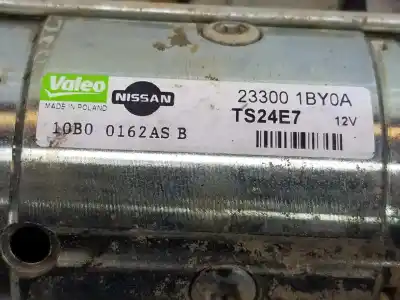 Valeo
MADE IN POLAND
NISSAN
23300 1BY0A
TS24E7
12V
10B0 0162AS B